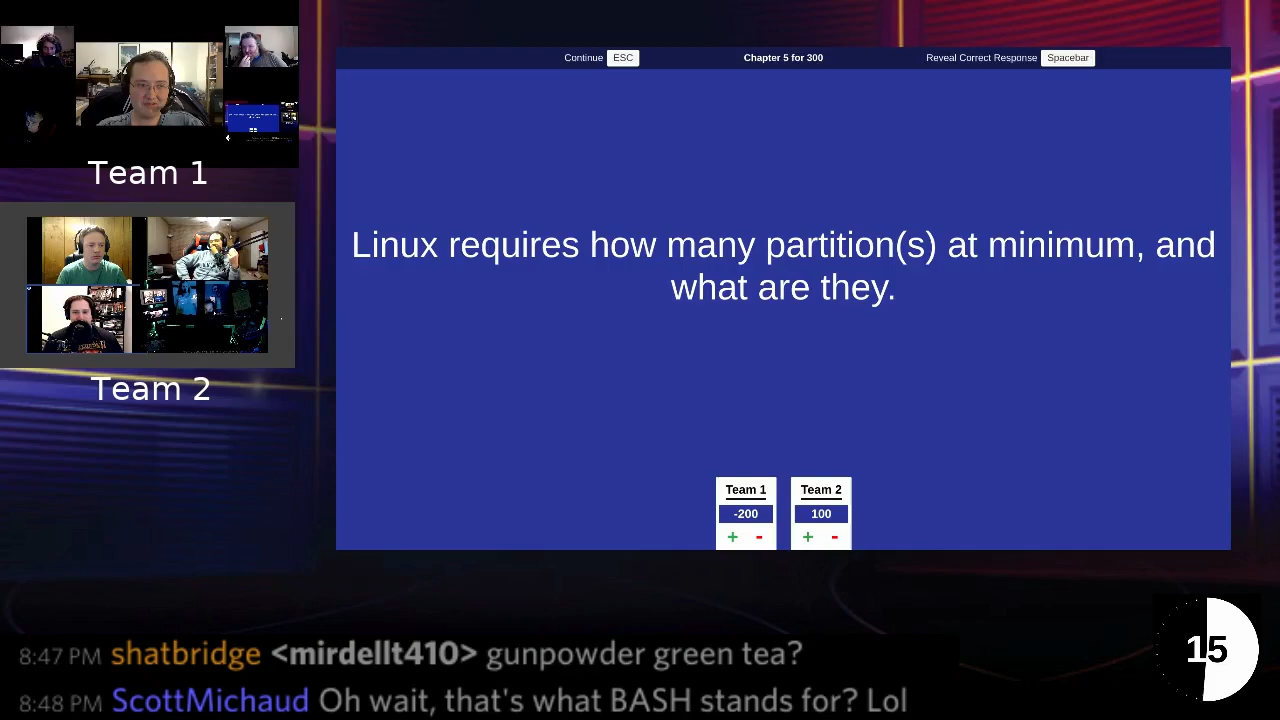 Continue ESC Chapter 5 for 300 Reveal Correct Response Spacebar
Team 1
Linux requires how many partition(s) at minimum, and
what are they.
Team 2
Team 1 Team 2
-200 100
+ - + -
15
8:47 PM shatbridge <mirdellt410> gunpowder green tea?
8:48 PM ScottMichaud Oh wait, that's what BASH stands for? Lol